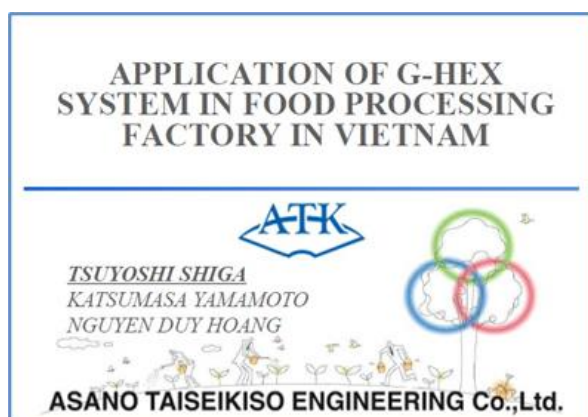 APPLICATION OF G-HEX
SYSTEM IN FOOD PROCESSING
FACTORY IN VIETNAM
ATK
TSUYOSHI SHIGA
KATSUMASA YAMAMOTO
NGUYEN DUY HOANG
ASANO TAISEIKISO ENGINEERING Co.,Ltd.